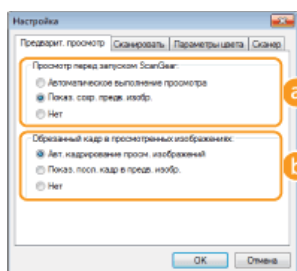 Настройка
Предварит. просмотр Сканировать Параметры цвета Сканер
Просмотр перед запуском ScanGear:
Автоматическое выполнение просмотра
Показ. сохр. предв. изобр.
Нет
a
Обрезанный кадр в просмотренных изображениях:
Авт. кадрирование просм. изображений
Показ. посл. кадр в предв. изобр.
Нет
b
OK Отмена